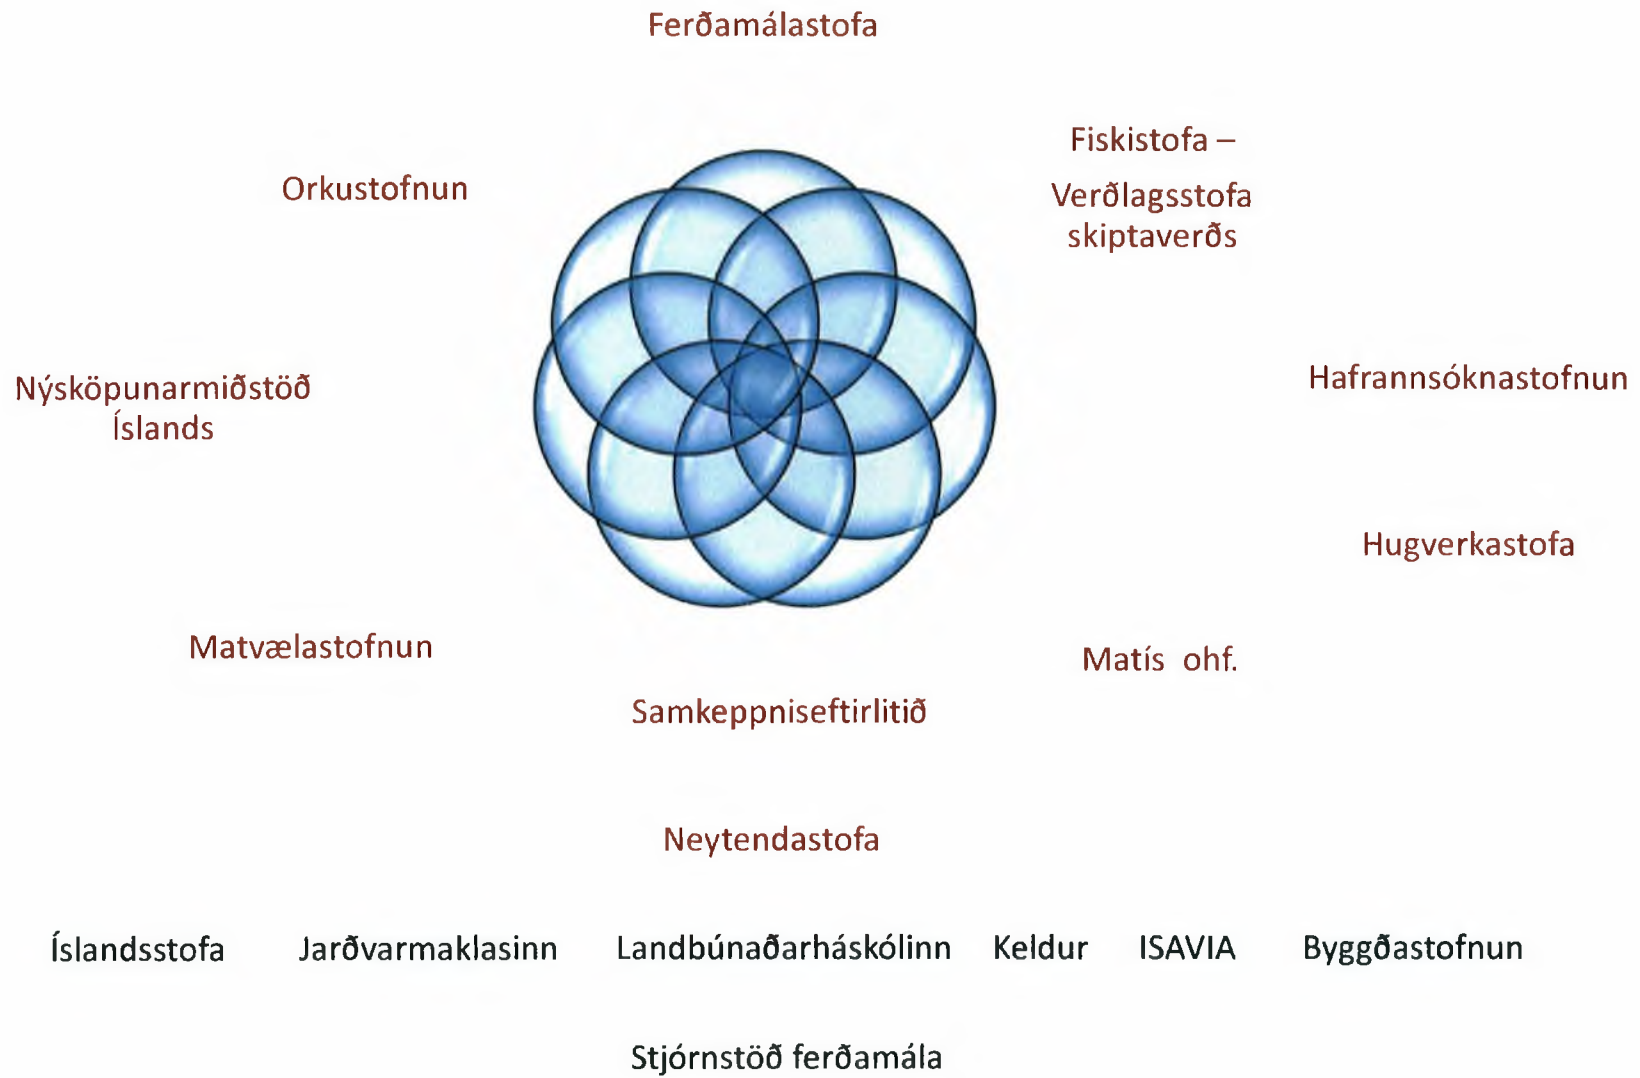 Ferðamálastofa
Fiskistofa –
Orkustofnun
Verðlagsstofa
skiptaverðs
Nýsköpunarmiðstöð
Íslands
Hafrannsóknastofnun
Hugverkastofa
Matvælastofnun
Matís ohf.
Samkeppniseftirlitið
Neytendastofa
Íslandsstofa Jarðvarmaklasinn Landbúnaðarháskólinn Keldur ISAVIA Byggðastofnun
Stjórnstöð ferðamála